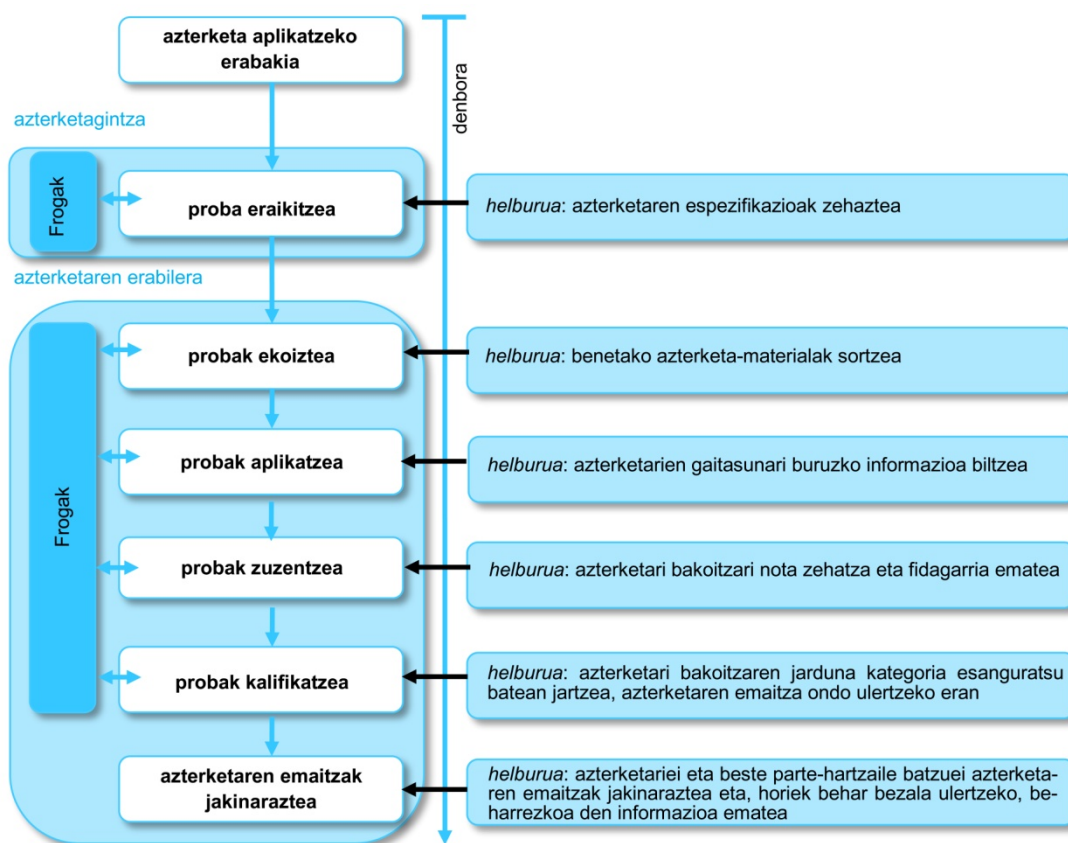 azterketa aplikatzeko
erabakia
denbora
azterketagintza
Frogak
proba eraikitzea
helburua: azterketaren espezifikazioak zehaztea
azterketaren erabilera
Frogak
probak ekoiztea
helburua: benetako azterketa-materialak sortzea
probak aplikatzea
helburua: azterketarien gaitasunari buruzko informazioa biltzea
probak zuzentzea
helburua: azterketari bakoitzari nota zehatza eta fidagarria ematea
probak kalifikatzea
helburua: azterketari bakoitzaren jarduna kategoria esanguratsu
batean jartzea, azterketaren emaitza ondo ulertzeko eran
azterketaren emaitzak
jakinaraztea
helburua: azterketariei eta beste parte-hartzaile batzuei azterketa-
ren emaitzak jakinaraztea eta, horiek behar bezala ulertzeko, be-
harrezkoa den informazioa ematea